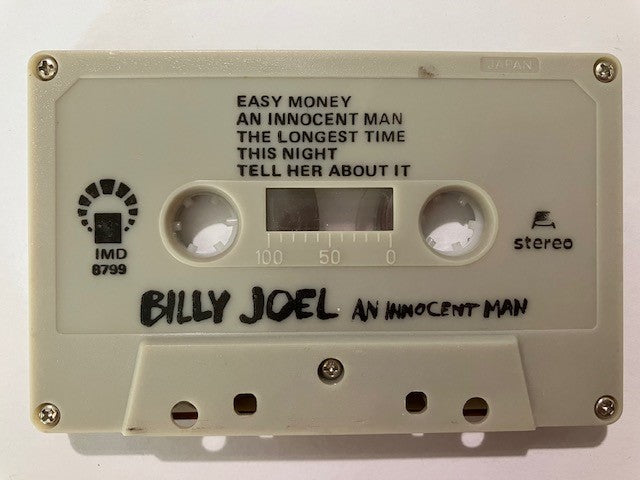 JAPAN
EASY MONEY
AN INNOCENT MAN
THE LONGEST TIME
THIS NIGHT
TELL HER ABOUT IT
IMD
8799
stereo
100 50 0
BILLY JOEL AN INNOCENT MAN